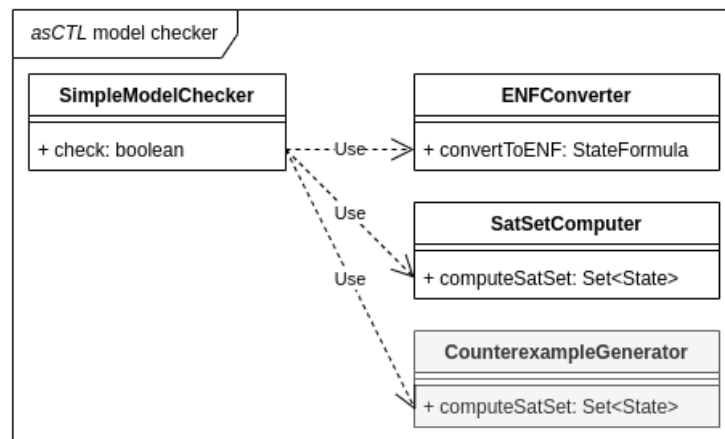 asCTL model checker
SimpleModelChecker
+ check: boolean
ENFConverter
+ convertToENF: StateFormula
Use
SatSetComputer
+ computeSatSet: Set<State>
Use
CounterexampleGenerator
+ computeSatSet: Set<State>
Use